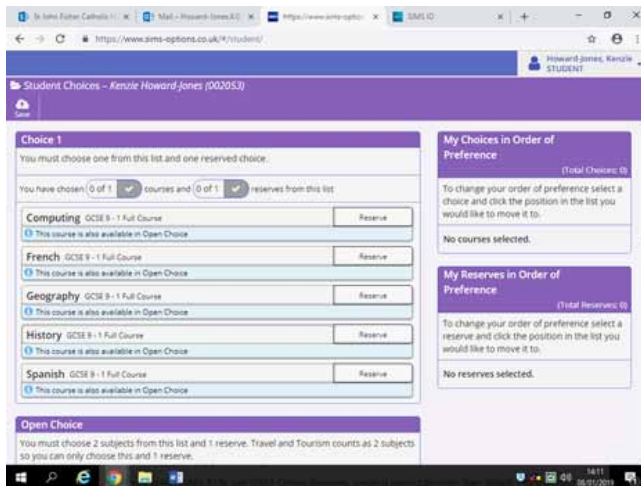 St John Fisher Catholic H
Mail - Howard-Jones,K
https://www.sims-option
SIMS ID
https://www.sims-options.co.uk/#/student/
Howard-Jones, Kenzie
STUDENT
Student Choices - Kenzie Howard-Jones (002053)
Save
Choice 1
You must choose one from this list and one reserved choice.
You have chosen 0 of 1 courses and 0 of 1 reserves from this list
Computing GCSE 9 - 1 Full Course Reserve
This course is also available in Open Choice
French GCSE 9 - 1 Full Course Reserve
This course is also available in Open Choice
Geography GCSE 9 - 1 Full Course Reserve
This course is also available in Open Choice
History GCSE 9 - 1 Full Course Reserve
This course is also available in Open Choice
Spanish GCSE 9 - 1 Full Course Reserve
This course is also available in Open Choice
Open Choice
You must choose 2 subjects from this list and 1 reserve. Travel and Tourism counts as 2 subjects
so you can only choose this and 1 reserve.
My Choices in Order of
Preference
(Total Choices: 0)
To change your order of preference select a
choice and click the position in the list you
would like to move it to.
No courses selected.
My Reserves in Order of
Preference
(Total Reserves: 0)
To change your order of preference select a
reserve and click the position in the list you
would like to move it to.
No reserves selected.
14:11
06/01/2019